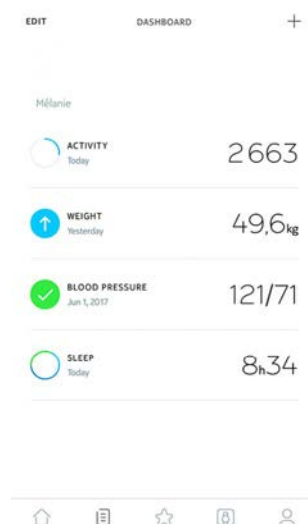 EDIT DASHBOARD +
Mélanie
ACTIVITY
Today
2663
WEIGHT
Yesterday
49,6kg
BLOOD PRESSURE
Jun 1, 2017
121/71
SLEEP
Today
8h34